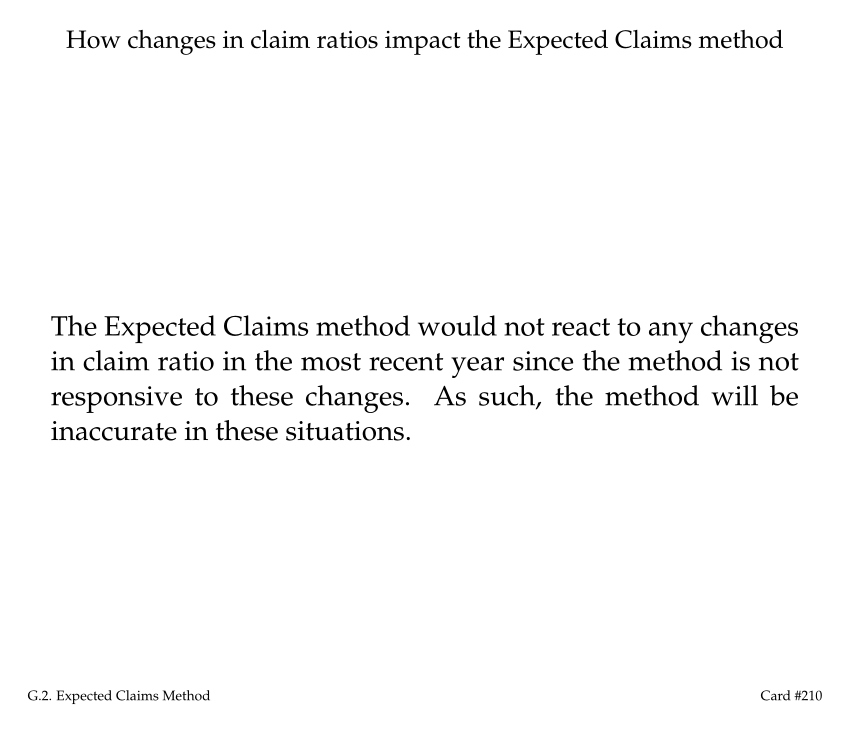 How changes in claim ratios impact the Expected Claims method
The Expected Claims method would not react to any changes
in claim ratio in the most recent year since the method is not
responsive to these changes. As such, the method will be
inaccurate in these situations.
G.2. Expected Claims Method
Card #210